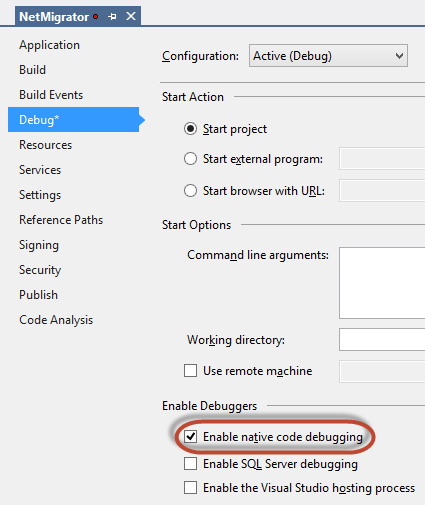 NetMigrator
Application
Build
Build Events
Debug*
Resources
Services
Settings
Reference Paths
Signing
Security
Publish
Code Analysis
Configuration: Active (Debug)
Start Action
Start project
Start external program:
Start browser with URL:
Start Options
Command line arguments:
Working directory:
Use remote machine
Enable Debuggers
Enable native code debugging
Enable SQL Server debugging
Enable the Visual Studio hosting process